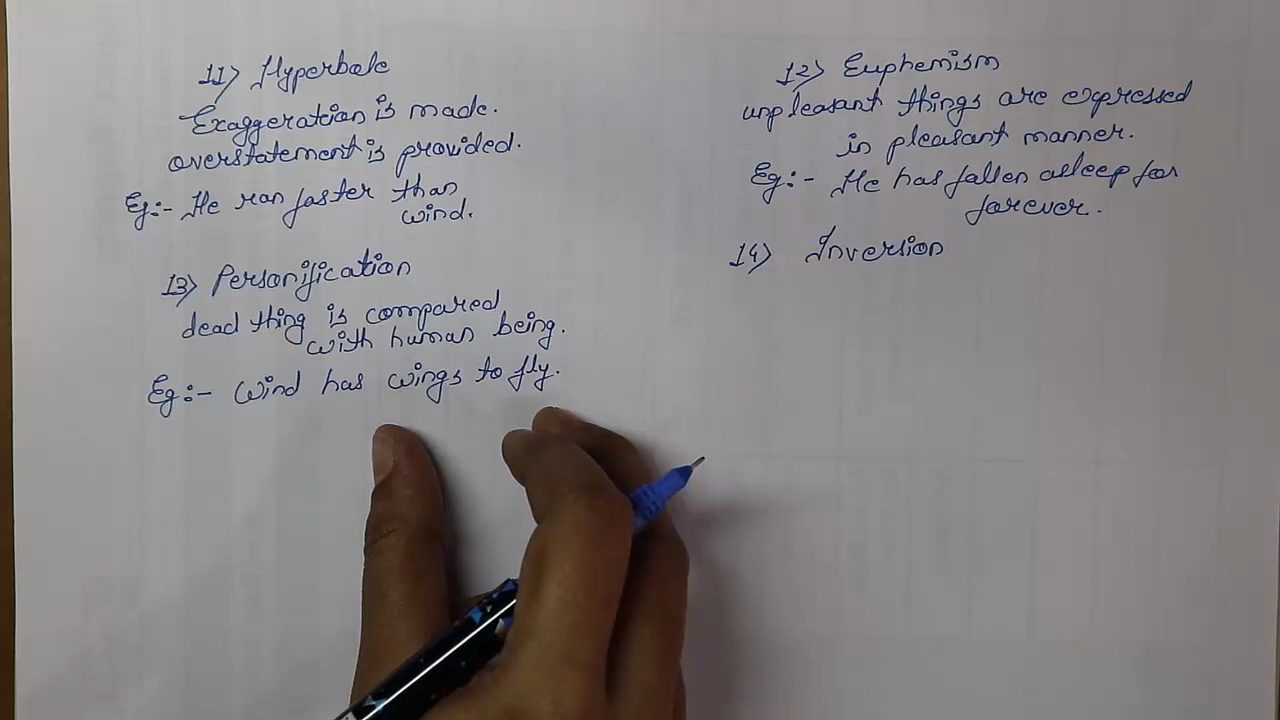 11) Hyperbole
Exaggeration is made.
overstatement is provided.
Eg:- He ran faster than
wind.
12) Euphemism
unpleasant things are expressed
in pleasant manner.
Eg:- He has fallen asleep for
forever.
13) Personification
dead thing is compared
with human being.
Eg:- Wind has wings to fly.
14) Inversion